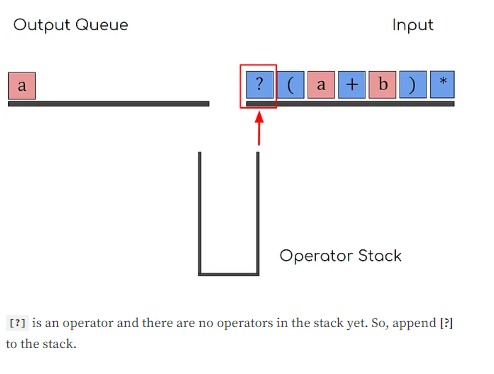 Output Queue Input
a ? ( a + b ) *
Operator Stack
[?] is an operator and there are no operators in the stack yet. So, append [?]
to the stack.